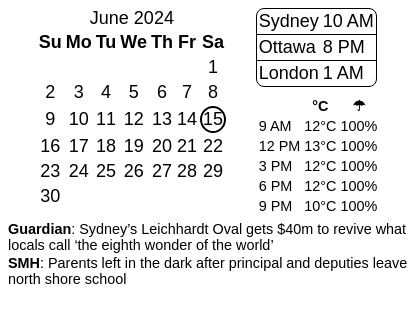 June 2024
Su Mo Tu We Th Fr Sa
1
2 3 4 5 6 7 8
9 10 11 12 13 14 15
16 17 18 19 20 21 22
23 24 25 26 27 28 29
30
Sydney 10 AM
Ottawa 8 PM
London 1 AM
°C ☂
9 AM 12°C 100%
12 PM 13°C 100%
3 PM 12°C 100%
6 PM 12°C 100%
9 PM 10°C 100%
Guardian: Sydney’s Leichhardt Oval gets $40m to revive what
locals call ‘the eighth wonder of the world’
SMH: Parents left in the dark after principal and deputies leave
north shore school